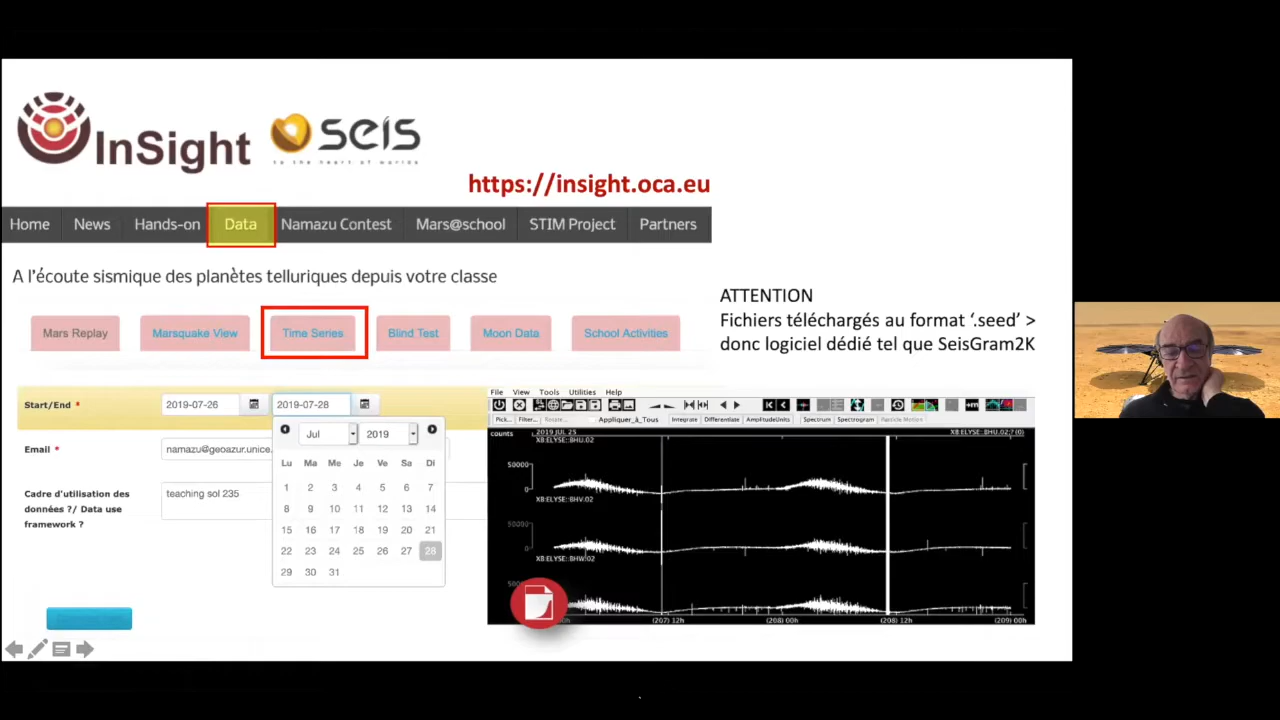 InSight
seis
to the heart of worlds
https://insight.oca.eu
Home News Hands-on Data Namazu Contest Mars@school STIM Project Partners
A l'écoute sismique des planètes telluriques depuis votre classe
Mars Replay Marsquake View Time Series Blind Test Moon Data School Activities
ATTENTION
Fichiers téléchargés au format '.seed' >
donc logiciel dédié tel que SeisGram2K
Start/End * 2019-07-26 2019-07-28
Jul 2019
Email * namazu@geoazur.unice.
Lu Ma Me Je Ve Sa Di
1 2 3 4 5 6 7
8 9 10 11 12 13 14
15 16 17 18 19 20 21
22 23 24 25 26 27 28
29 30 31
Cadre d'utilisation des
données ?/ Data use
framework ?
teaching sol 235
File View Tools Utilities Help
Pick... Filter... Appliquer_à_Tous Integrate Differentiate AmplitudeUnits Spectrum Spectrogram Particle Motion
counts 2019 JUL 25
XB:ELYSE::BHU.02
50000
0
XB:ELYSE::BHV.02
50000
0
XB:ELYSE::BHW.02
(207) 12h (208) 00h (208) 12h (209) 00h